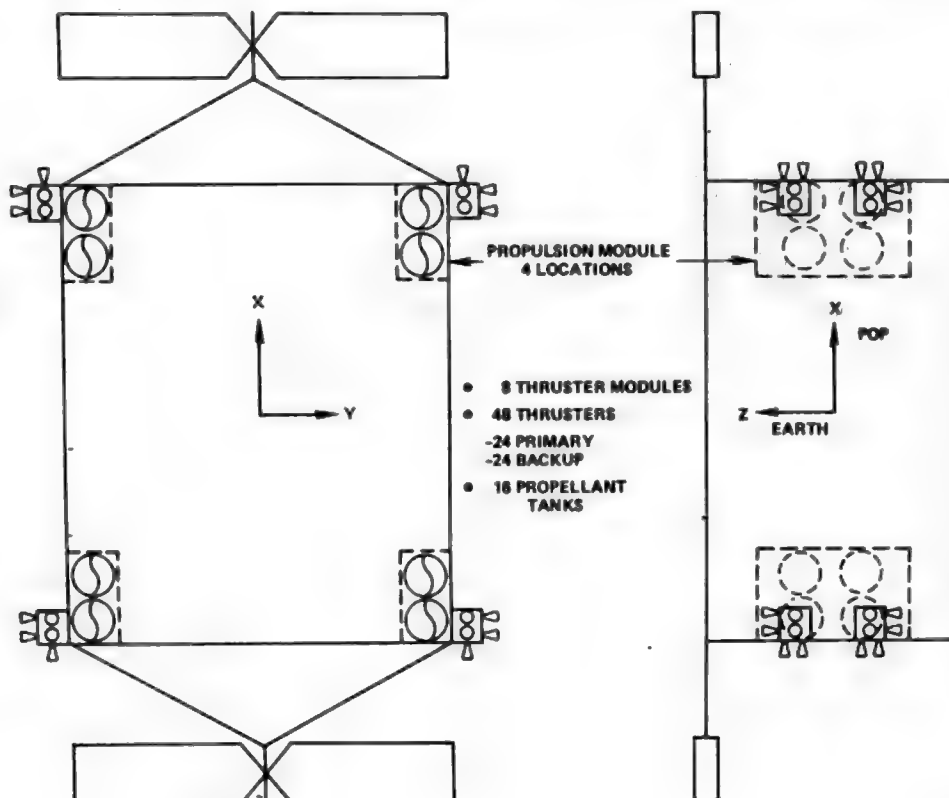 PROPULSION MODULE
4 LOCATIONS
X
Y
X
POP
Z
EARTH
• 8 THRUSTER MODULES
• 48 THRUSTERS
-24 PRIMARY
-24 BACKUP
• 16 PROPELLANT
TANKS